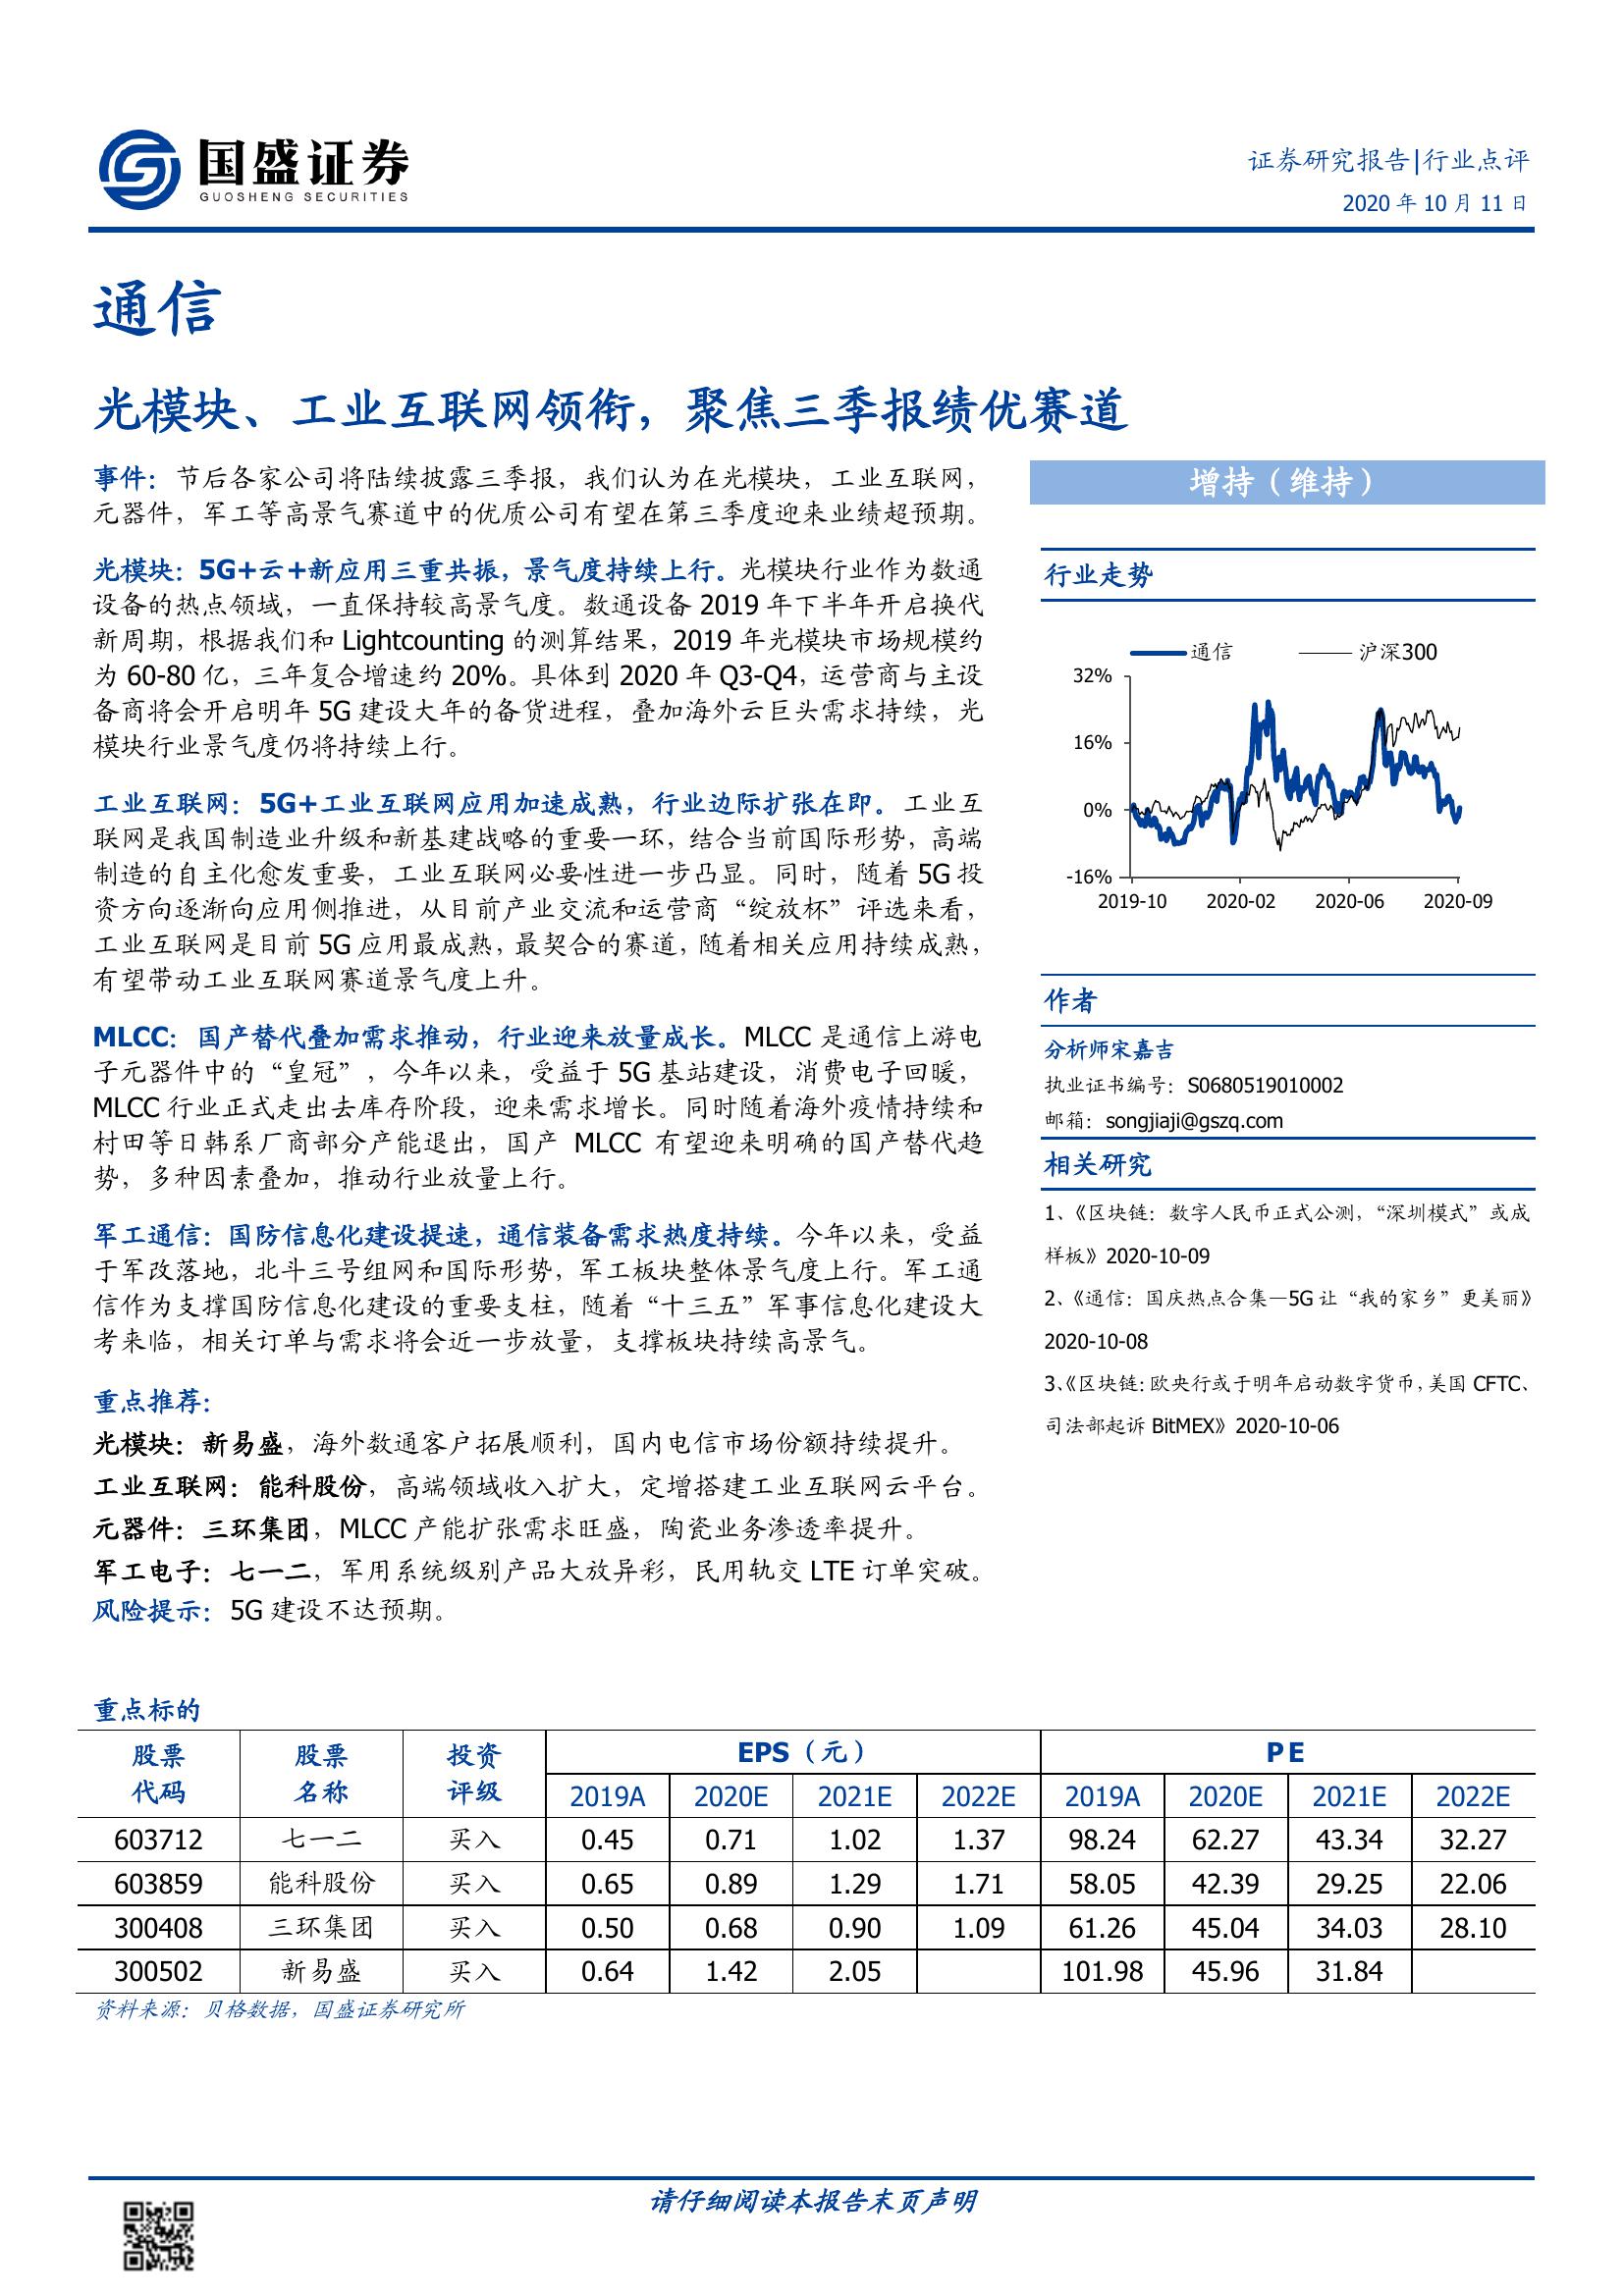 国盛证券
GUOSHENG SECURITIES
证券研究报告|行业点评
2020 年 10 月 11 日
通信
光模块、工业互联网领衔，聚焦三季报绩优赛道
事件：节后各家公司将陆续披露三季报，我们认为在光模块，工业互联网，
元器件，军工等高景气赛道中的优质公司有望在第三季度迎来业绩超预期。
光模块：5G+云+新应用三重共振，景气度持续上行。光模块行业作为数通
设备的热点领域，一直保持较高景气度。数通设备 2019 年下半年开启换代
新周期，根据我们和 Lightcounting 的测算结果，2019 年光模块市场规模约
为 60-80 亿，三年复合增速约 20%。具体到 2020 年 Q3-Q4，运营商与主设
备商将会开启明年 5G 建设大年的备货进程，叠加海外云巨头需求持续，光
模块行业景气度仍将持续上行。
工业互联网：5G+工业互联网应用加速成熟，行业边际扩张在即。工业互
联网是我国制造业升级和新基建战略的重要一环，结合当前国际形势，高端
制造的自主化愈发重要，工业互联网必要性进一步凸显。同时，随着 5G 投
资方向逐渐向应用侧推进，从目前产业交流和运营商“绽放杯”评选来看，
工业互联网是目前 5G 应用最成熟，最契合的赛道，随着相关应用持续成熟，
有望带动工业互联网赛道景气度上升。
MLCC：国产替代叠加需求推动，行业迎来放量成长。MLCC 是通信上游电
子元器件中的“皇冠”，今年以来，受益于 5G 基站建设，消费电子回暖，
MLCC 行业正式走出去库存阶段，迎来需求增长。同时随着海外疫情持续和
村田等日韩系厂商部分产能退出，国产 MLCC 有望迎来明确的国产替代趋
势，多种因素叠加，推动行业放量上行。
军工通信：国防信息化建设提速，通信装备需求热度持续。今年以来，受益
于军改落地，北斗三号组网和国际形势，军工板块整体景气度上行。军工通
信作为支撑国防信息化建设的重要支柱，随着“十三五”军事信息化建设大
考来临，相关订单与需求将会近一步放量，支撑板块持续高景气。
重点推荐：
光模块：新易盛，海外数通客户拓展顺利，国内电信市场份额持续提升。
工业互联网：能科股份，高端领域收入扩大，定增搭建工业互联网云平台。
元器件：三环集团，MLCC 产能扩张需求旺盛，陶瓷业务渗透率提升。
军工电子：七一二，军用系统级别产品大放异彩，民用轨交 LTE 订单突破。
风险提示：5G 建设不达预期。
增持（维持）
行业走势
通信 沪深300
32%
16%
0%
-16%
2019-10 2020-02 2020-06 2020-09
作者
分析师宋嘉吉
执业证书编号：S0680519010002
邮箱：songjiaji@gszq.com
相关研究
1、《区块链：数字人民币正式公测，“深圳模式”或成
样板》2020-10-09
2、《通信：国庆热点合集—5G 让“我的家乡”更美丽》
2020-10-08
3、《区块链：欧央行或于明年启动数字货币，美国 CFTC、
司法部起诉 BitMEX》2020-10-06
重点标的
股票 股票 投资 EPS（元） PE
代码 名称 评级 2019A 2020E 2021E 2022E 2019A 2020E 2021E 2022E
603712 七一二 买入 0.45 0.71 1.02 1.37 98.24 62.27 43.34 32.27
603859 能科股份 买入 0.65 0.89 1.29 1.71 58.05 42.39 29.25 22.06
300408 三环集团 买入 0.50 0.68 0.90 1.09 61.26 45.04 34.03 28.10
300502 新易盛 买入 0.64 1.42 2.05 101.98 45.96 31.84
资料来源：贝格数据，国盛证券研究所
请仔细阅读本报告末页声明